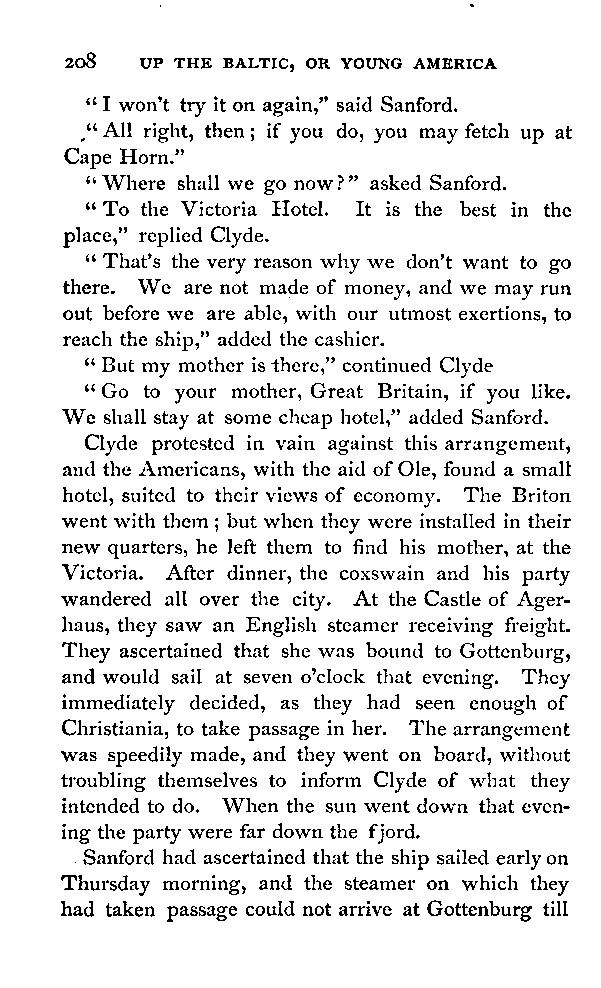 208 UP THE BALTIC, OR YOUNG AMERICA
“I won't try it on again,” said Sanford.
“All right, then; if you do, you may fetch up at
Cape Horn.”
“Where shall we go now?” asked Sanford.
“To the Victoria Hotel. It is the best in the
place,” replied Clyde.
“That's the very reason why we don't want to go
there. We are not made of money, and we may run
out before we are able, with our utmost exertions, to
reach the ship,” added the cashier.
“But my mother is there,” continued Clyde
“Go to your mother, Great Britain, if you like.
We shall stay at some cheap hotel,” added Sanford.
Clyde protested in vain against this arrangement,
and the Americans, with the aid of Ole, found a small
hotel, suited to their views of economy. The Briton
went with them; but when they were installed in their
new quarters, he left them to find his mother, at the
Victoria. After dinner, the coxswain and his party
wandered all over the city. At the Castle of Ager-
haus, they saw an English steamer receiving freight.
They ascertained that she was bound to Gottenburg,
and would sail at seven o'clock that evening. They
immediately decided, as they had seen enough of
Christiania, to take passage in her. The arrangement
was speedily made, and they went on board, without
troubling themselves to inform Clyde of what they
intended to do. When the sun went down that even-
ing the party were far down the fjord.
Sanford had ascertained that the ship sailed early on
Thursday morning, and the steamer on which they
had taken passage could not arrive at Gottenburg till